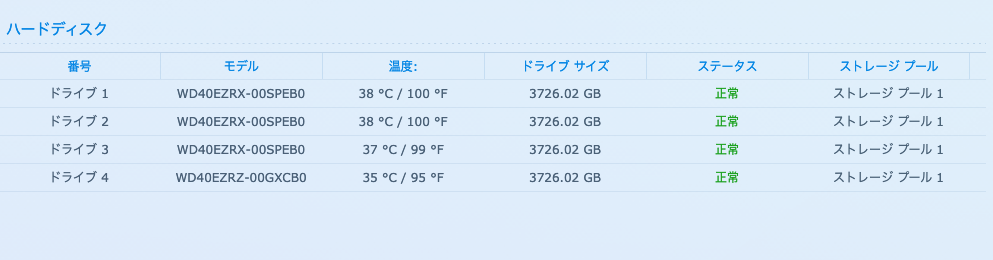 ハードディスク
番号 モデル 温度: ドライブ サイズ ステータス ストレージ プール
ドライブ 1 WD40EZRX-00SPEB0 38 °C / 100 °F 3726.02 GB 正常 ストレージ プール 1
ドライブ 2 WD40EZRX-00SPEB0 38 °C / 100 °F 3726.02 GB 正常 ストレージ プール 1
ドライブ 3 WD40EZRX-00SPEB0 37 °C / 99 °F 3726.02 GB 正常 ストレージ プール 1
ドライブ 4 WD40EZRZ-00GXCB0 35 °C / 95 °F 3726.02 GB 正常 ストレージ プール 1